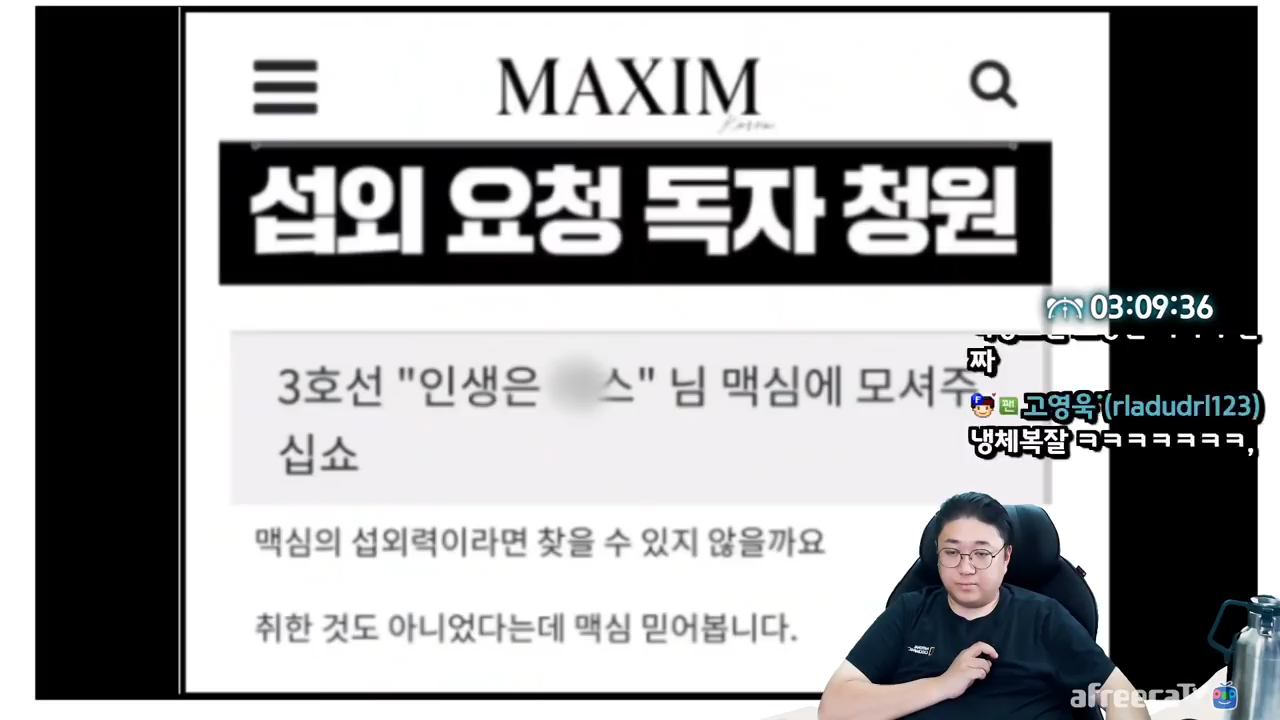 MAXIM
Korea
섭외 요청 독자 청원
3호선 "인생은 스" 님 맥심에 모셔주
십쇼
맥심의 섭외력이라면 찾을 수 있지 않을까요
취한 것도 아니었다는데 맥심 믿어봅니다.
03:09:36
짜
F 팬 고영욱¨(rladudrl123)
냉체복잘 ㅋㅋㅋㅋㅋㅋㅋ,
afreecaTV